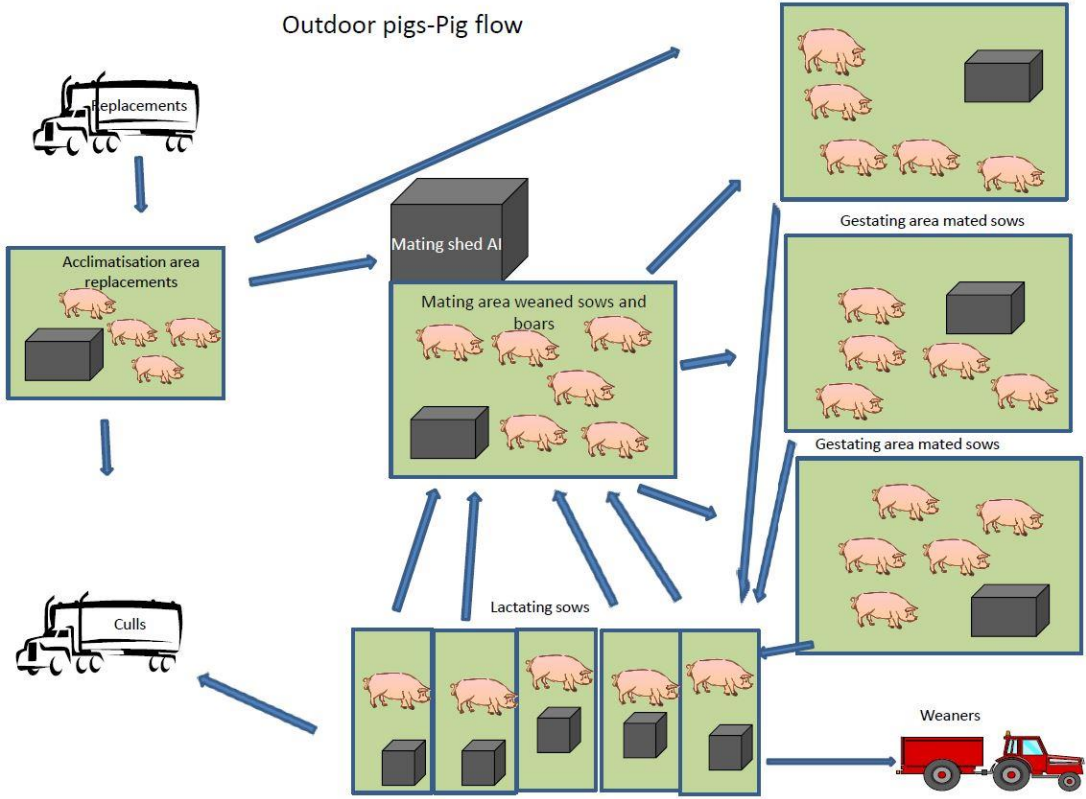 Outdoor pigs-Pig flow
Replacements
Mating shed AI
Gestating area mated sows
Acclimatisation area
replacements
Mating area weaned sows and
boars
Gestating area mated sows
Lactating sows
Culls
Weaners